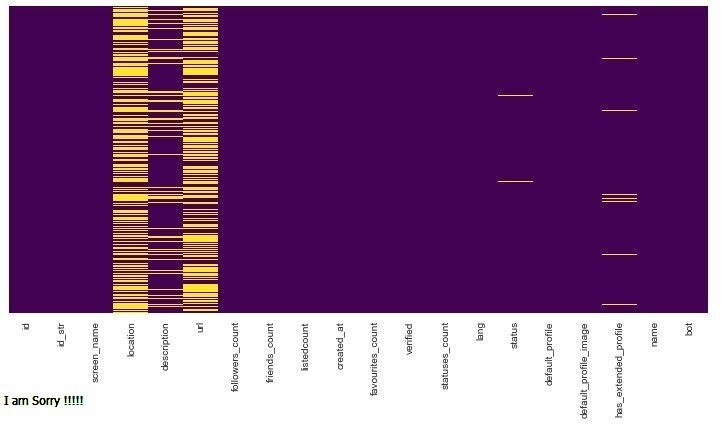 id
id_str
screen_name
location
description
url
followers_count
friends_count
listedcount
created_at
favourites_count
verified
statuses_count
lang
status
default_profile
default_profile_image
has_extended_profile
name
bot
I am Sorry !!!!!